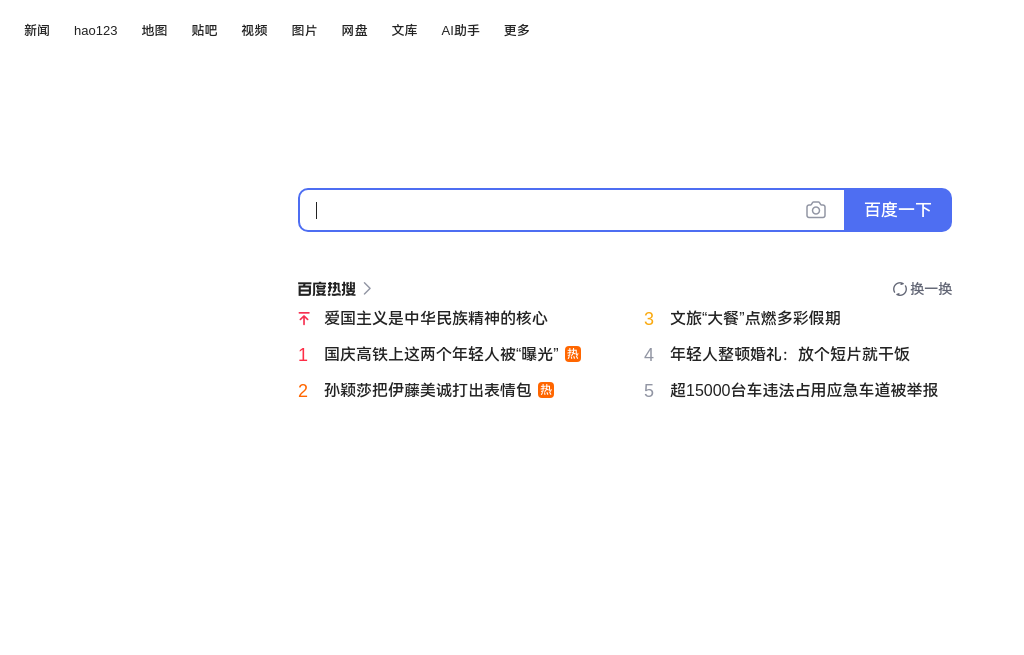 新闻 hao123 地图 贴吧 视频 图片 网盘 文库 AI助手 更多
百度一下
百度热搜 换一换
爱国主义是中华民族精神的核心
1 国庆高铁上这两个年轻人被“曝光” 热
2 孙颖莎把伊藤美诚打出表情包 热
3 文旅“大餐”点燃多彩假期
4 年轻人整顿婚礼：放个短片就干饭
5 超15000台车违法占用应急车道被举报